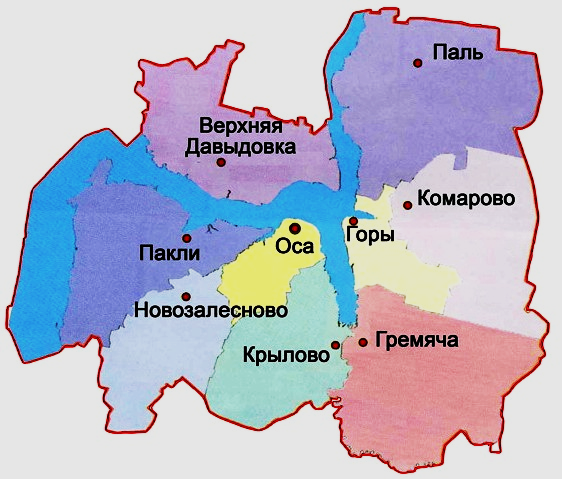 Паль
Верхняя
Давыдовка
Комарово
Горы
Оса
Пакли
Новозалесново
Гремяча
Крылово